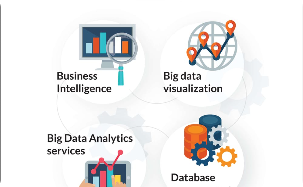 Business
Intelligence
Big data
visualization
Big Data Analytics
services
Database